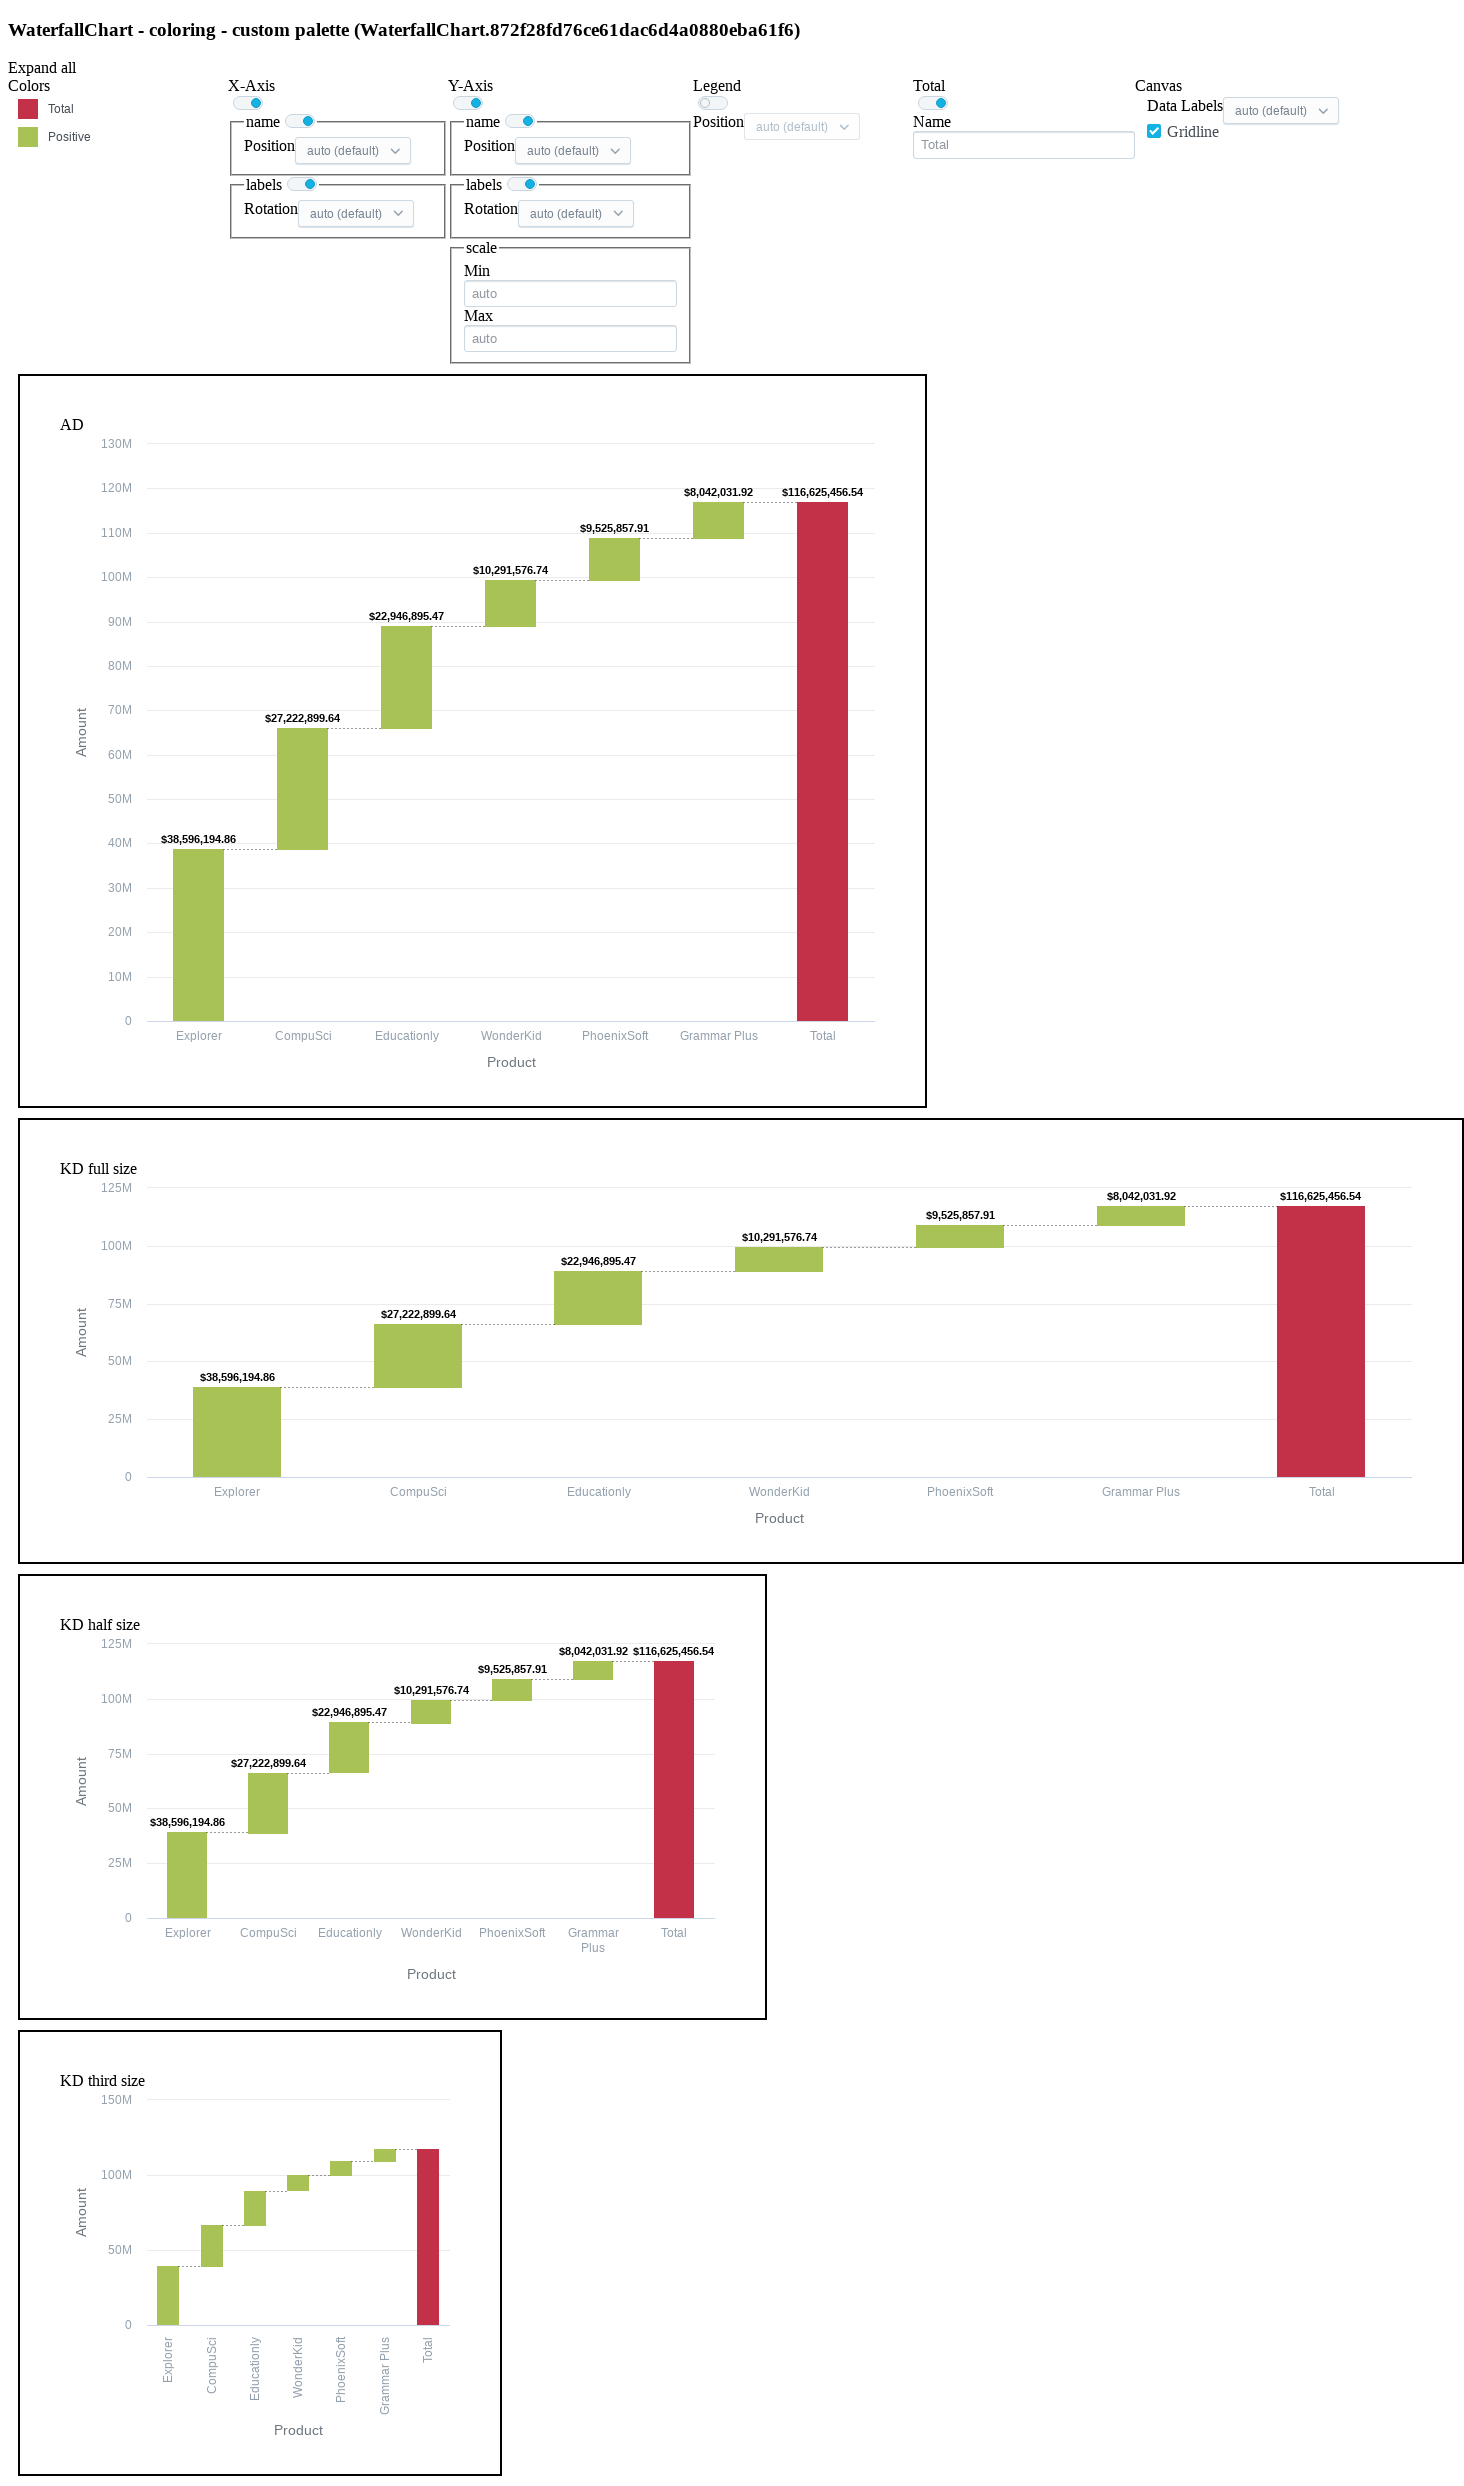 WaterfallChart - coloring - custom palette (WaterfallChart.872f28fd76ce61dac6d4a0880eba61f6)
Expand all
Colors
Total
Positive
X-Axis
name
Position auto (default)
labels
Rotation auto (default)
Y-Axis
name
Position auto (default)
labels
Rotation auto (default)
scale
Min
auto
Max
auto
Legend
Position auto (default)
Total
Name
Total
Canvas
Data Labels auto (default)
Gridline
AD
130M
120M
110M
100M
90M
80M
70M
60M
50M
40M
30M
20M
10M
0
Amount
$38,596,194.86
$27,222,899.64
$22,946,895.47
$10,291,576.74
$9,525,857.91
$8,042,031.92
$116,625,456.54
Explorer CompuSci Educationly WonderKid PhoenixSoft Grammar Plus Total
Product
KD full size
125M
100M
75M
50M
25M
0
Amount
$38,596,194.86
$27,222,899.64
$22,946,895.47
$10,291,576.74
$9,525,857.91
$8,042,031.92
$116,625,456.54
Explorer CompuSci Educationly WonderKid PhoenixSoft Grammar Plus Total
Product
KD half size
125M
100M
75M
50M
25M
0
Amount
$38,596,194.86
$27,222,899.64
$22,946,895.47
$10,291,576.74
$9,525,857.91
$8,042,031.92
$116,625,456.54
Explorer CompuSci Educationly WonderKid PhoenixSoft Grammar Total
Plus
Product
KD third size
150M
100M
50M
0
Amount
Explorer
CompuSci
Educationly
WonderKid
PhoenixSoft
Grammar Plus
Total
Product